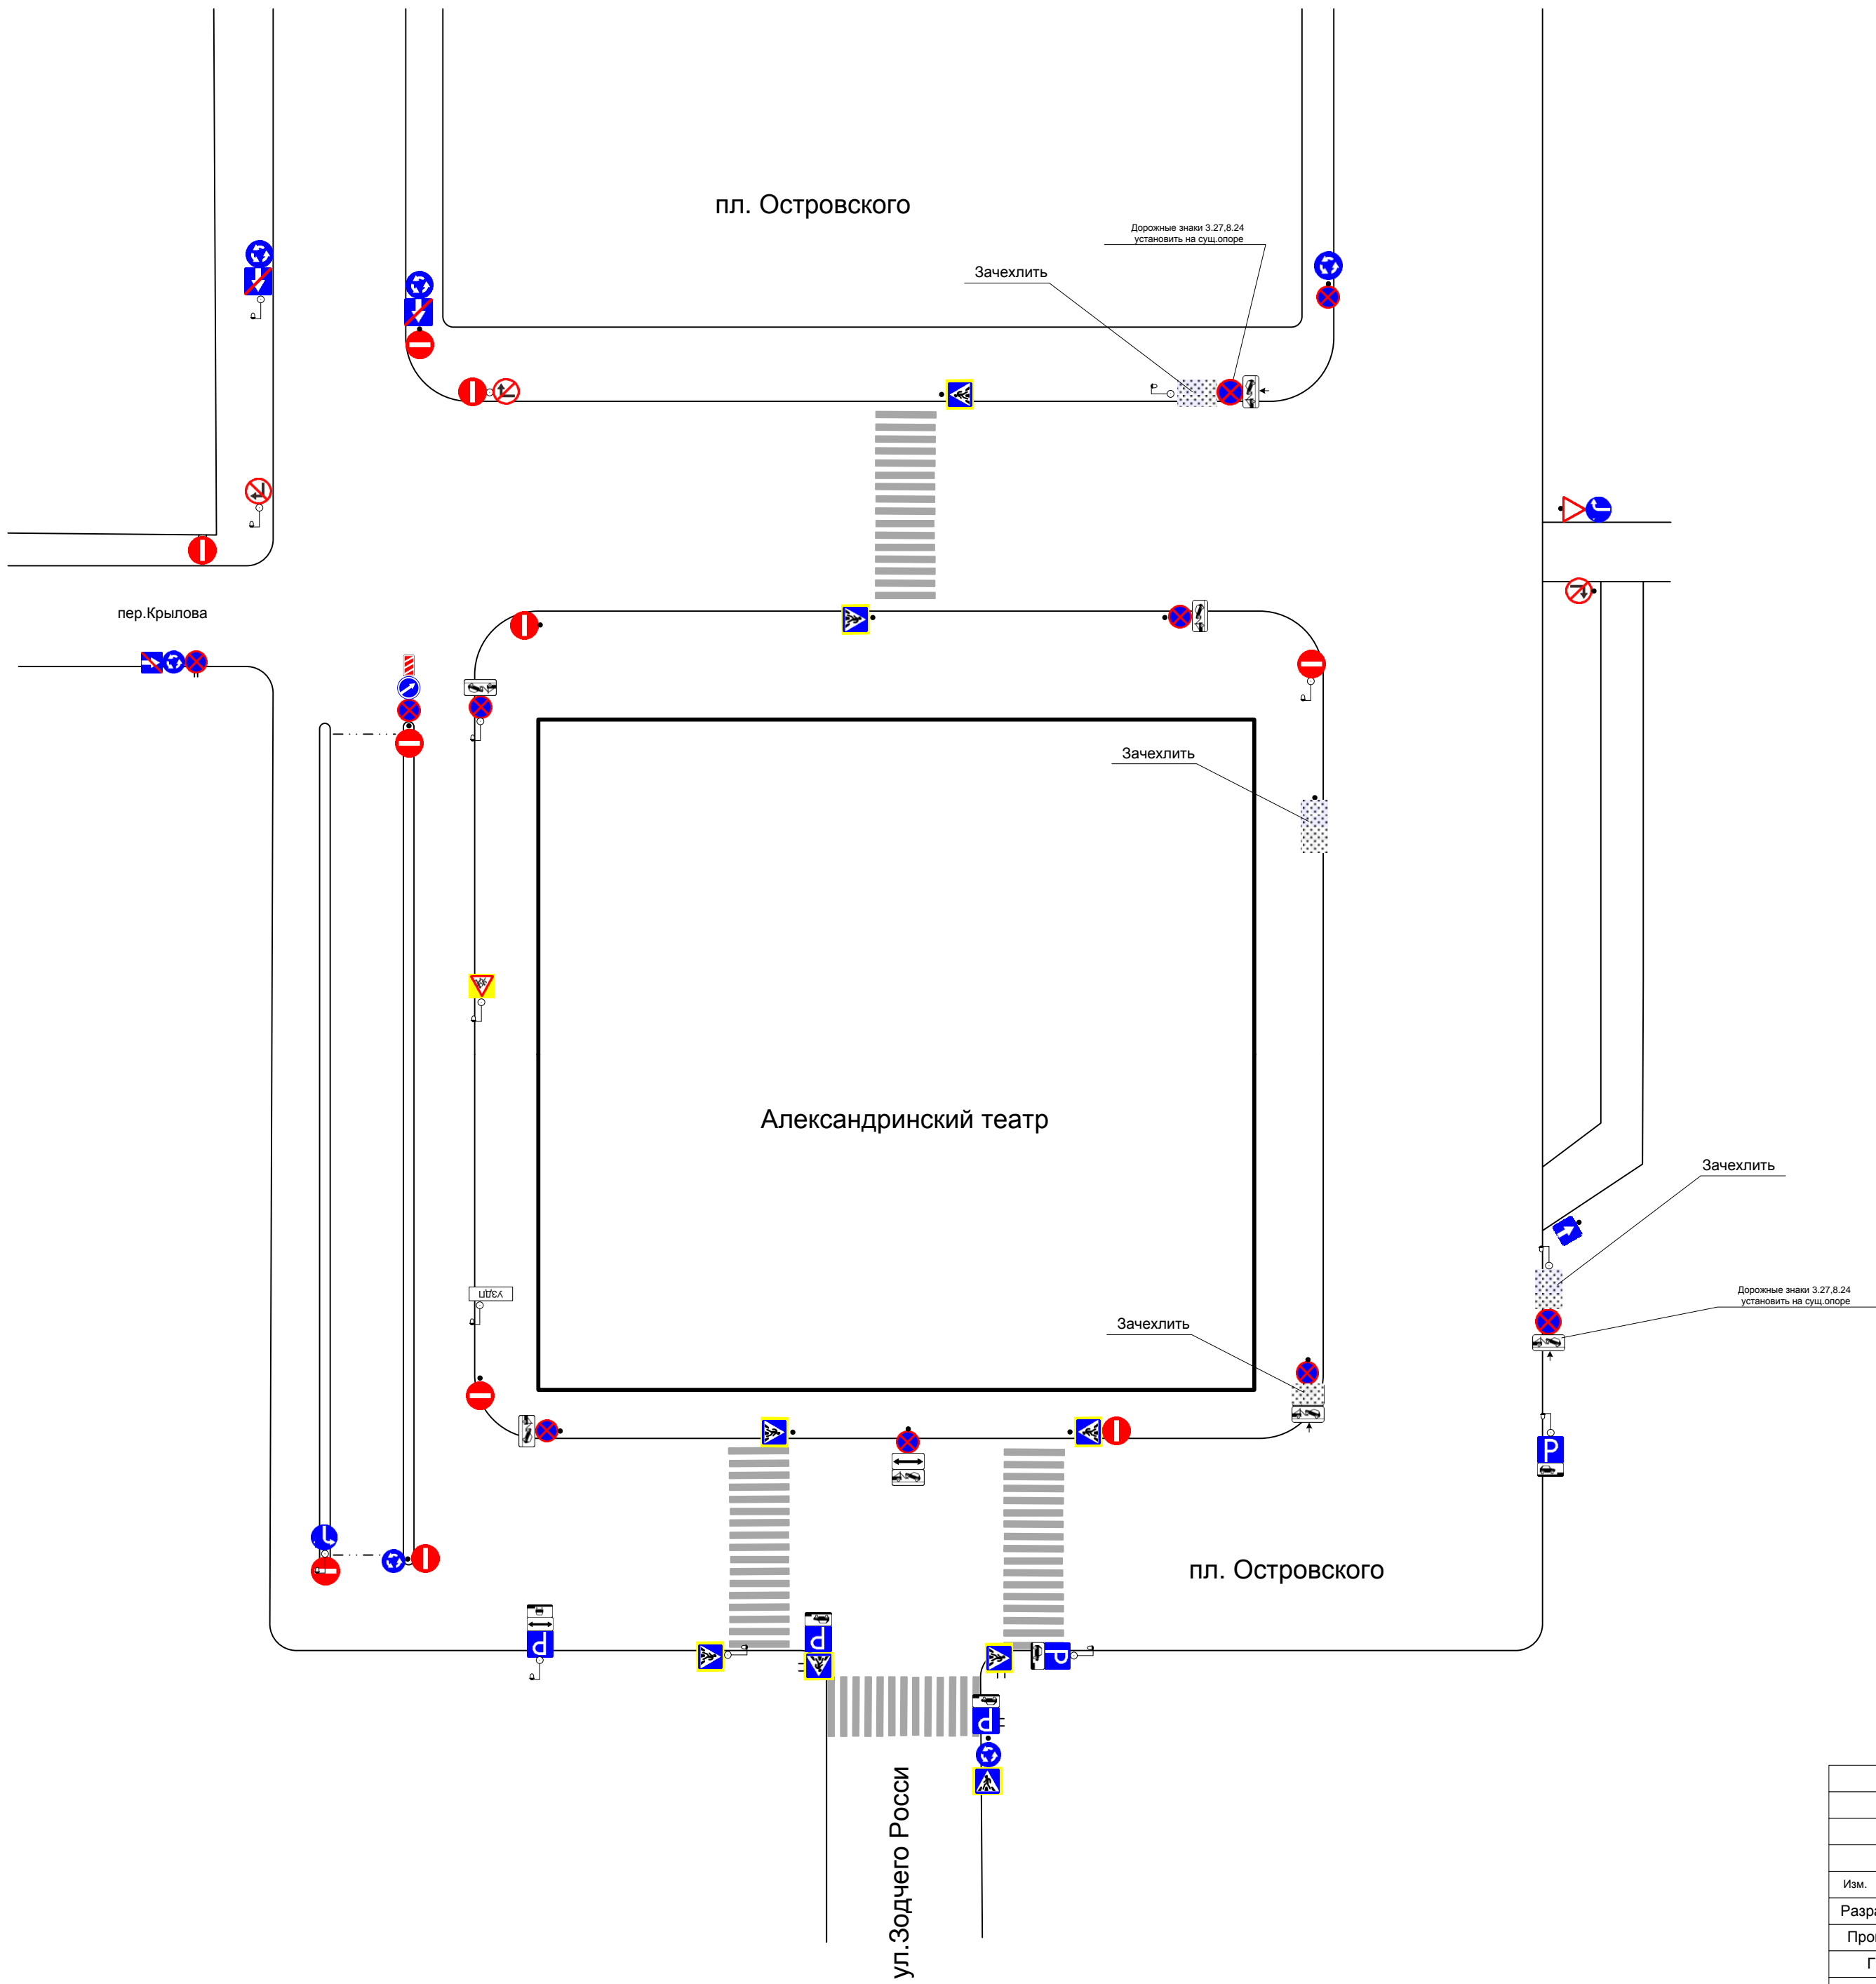 пл. Островского
Дорожные знаки 3.27,8.24
установить на сущ.опоре
Зачехлить
пер.Крылова
Зачехлить
Александринский театр
Зачехлить
УЗДП
Дорожные знаки 3.27,8.24
установить на сущ.опоре
Зачехлить
P
пл. Островского
P
P
P
P
ул.Зодчего Росси
Изм.